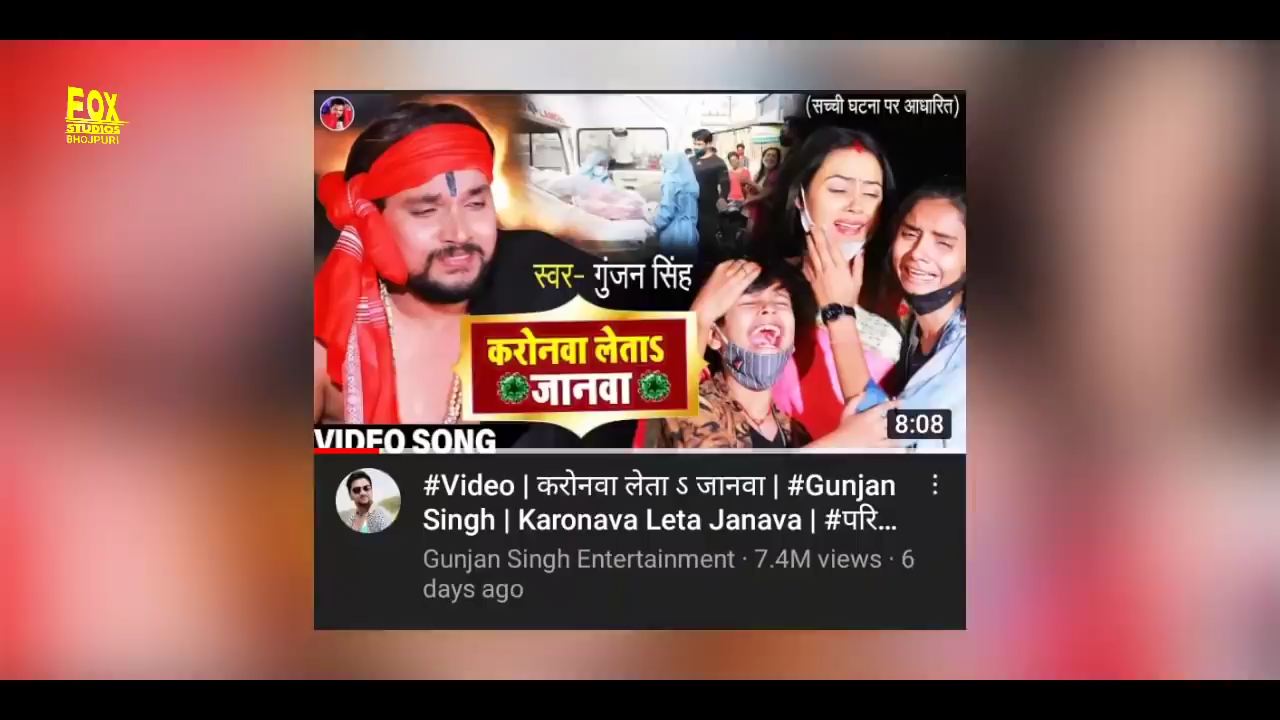 FOX
STUDIOS
BHOJPURI
(सच्ची घटना पर आधारित)
स्वर- गुंजन सिंह
करोनवा लेताऽ
जानवा
8:08
VIDEO SONG
#Video | करोनवा लेता ऽ जानवा | #Gunjan
Singh | Karonava Leta Janava | #परि...
Gunjan Singh Entertainment · 7.4M views · 6
days ago